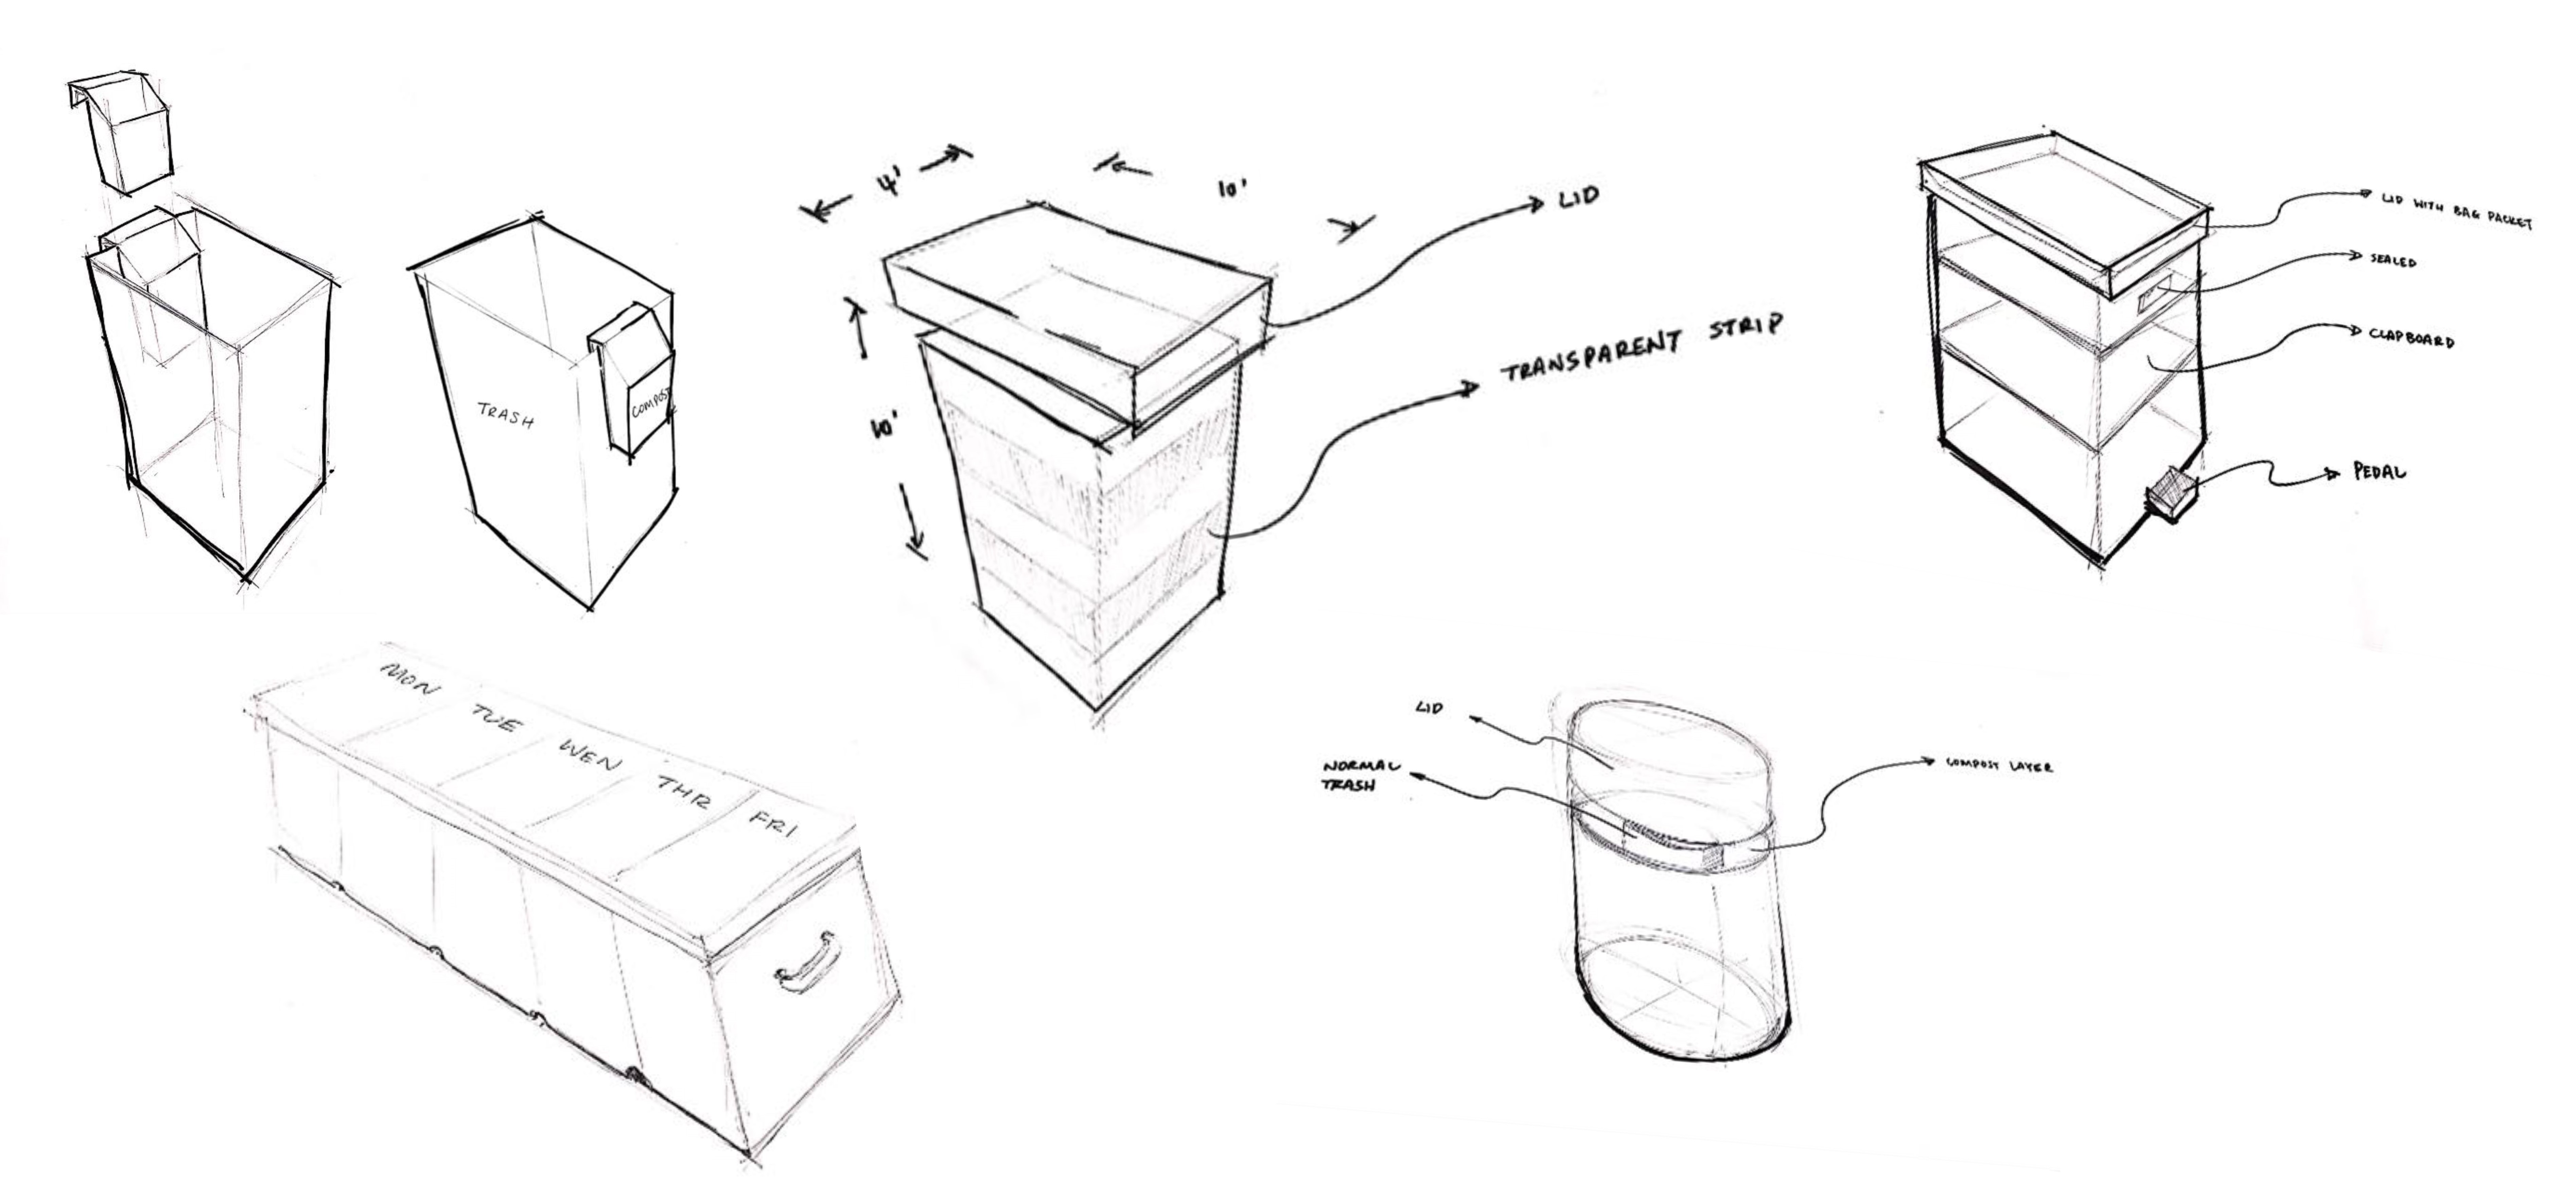 TRASH
COMPOST
4'
10'
10'
LID
TRANSPARENT STRIP
LID WITH BAG PACKET
SEALED
CLAPBOARD
PEDAL
MON
TUE
WEN
THR
FRI
LID
NORMAL
TRASH
COMPOST LAYER